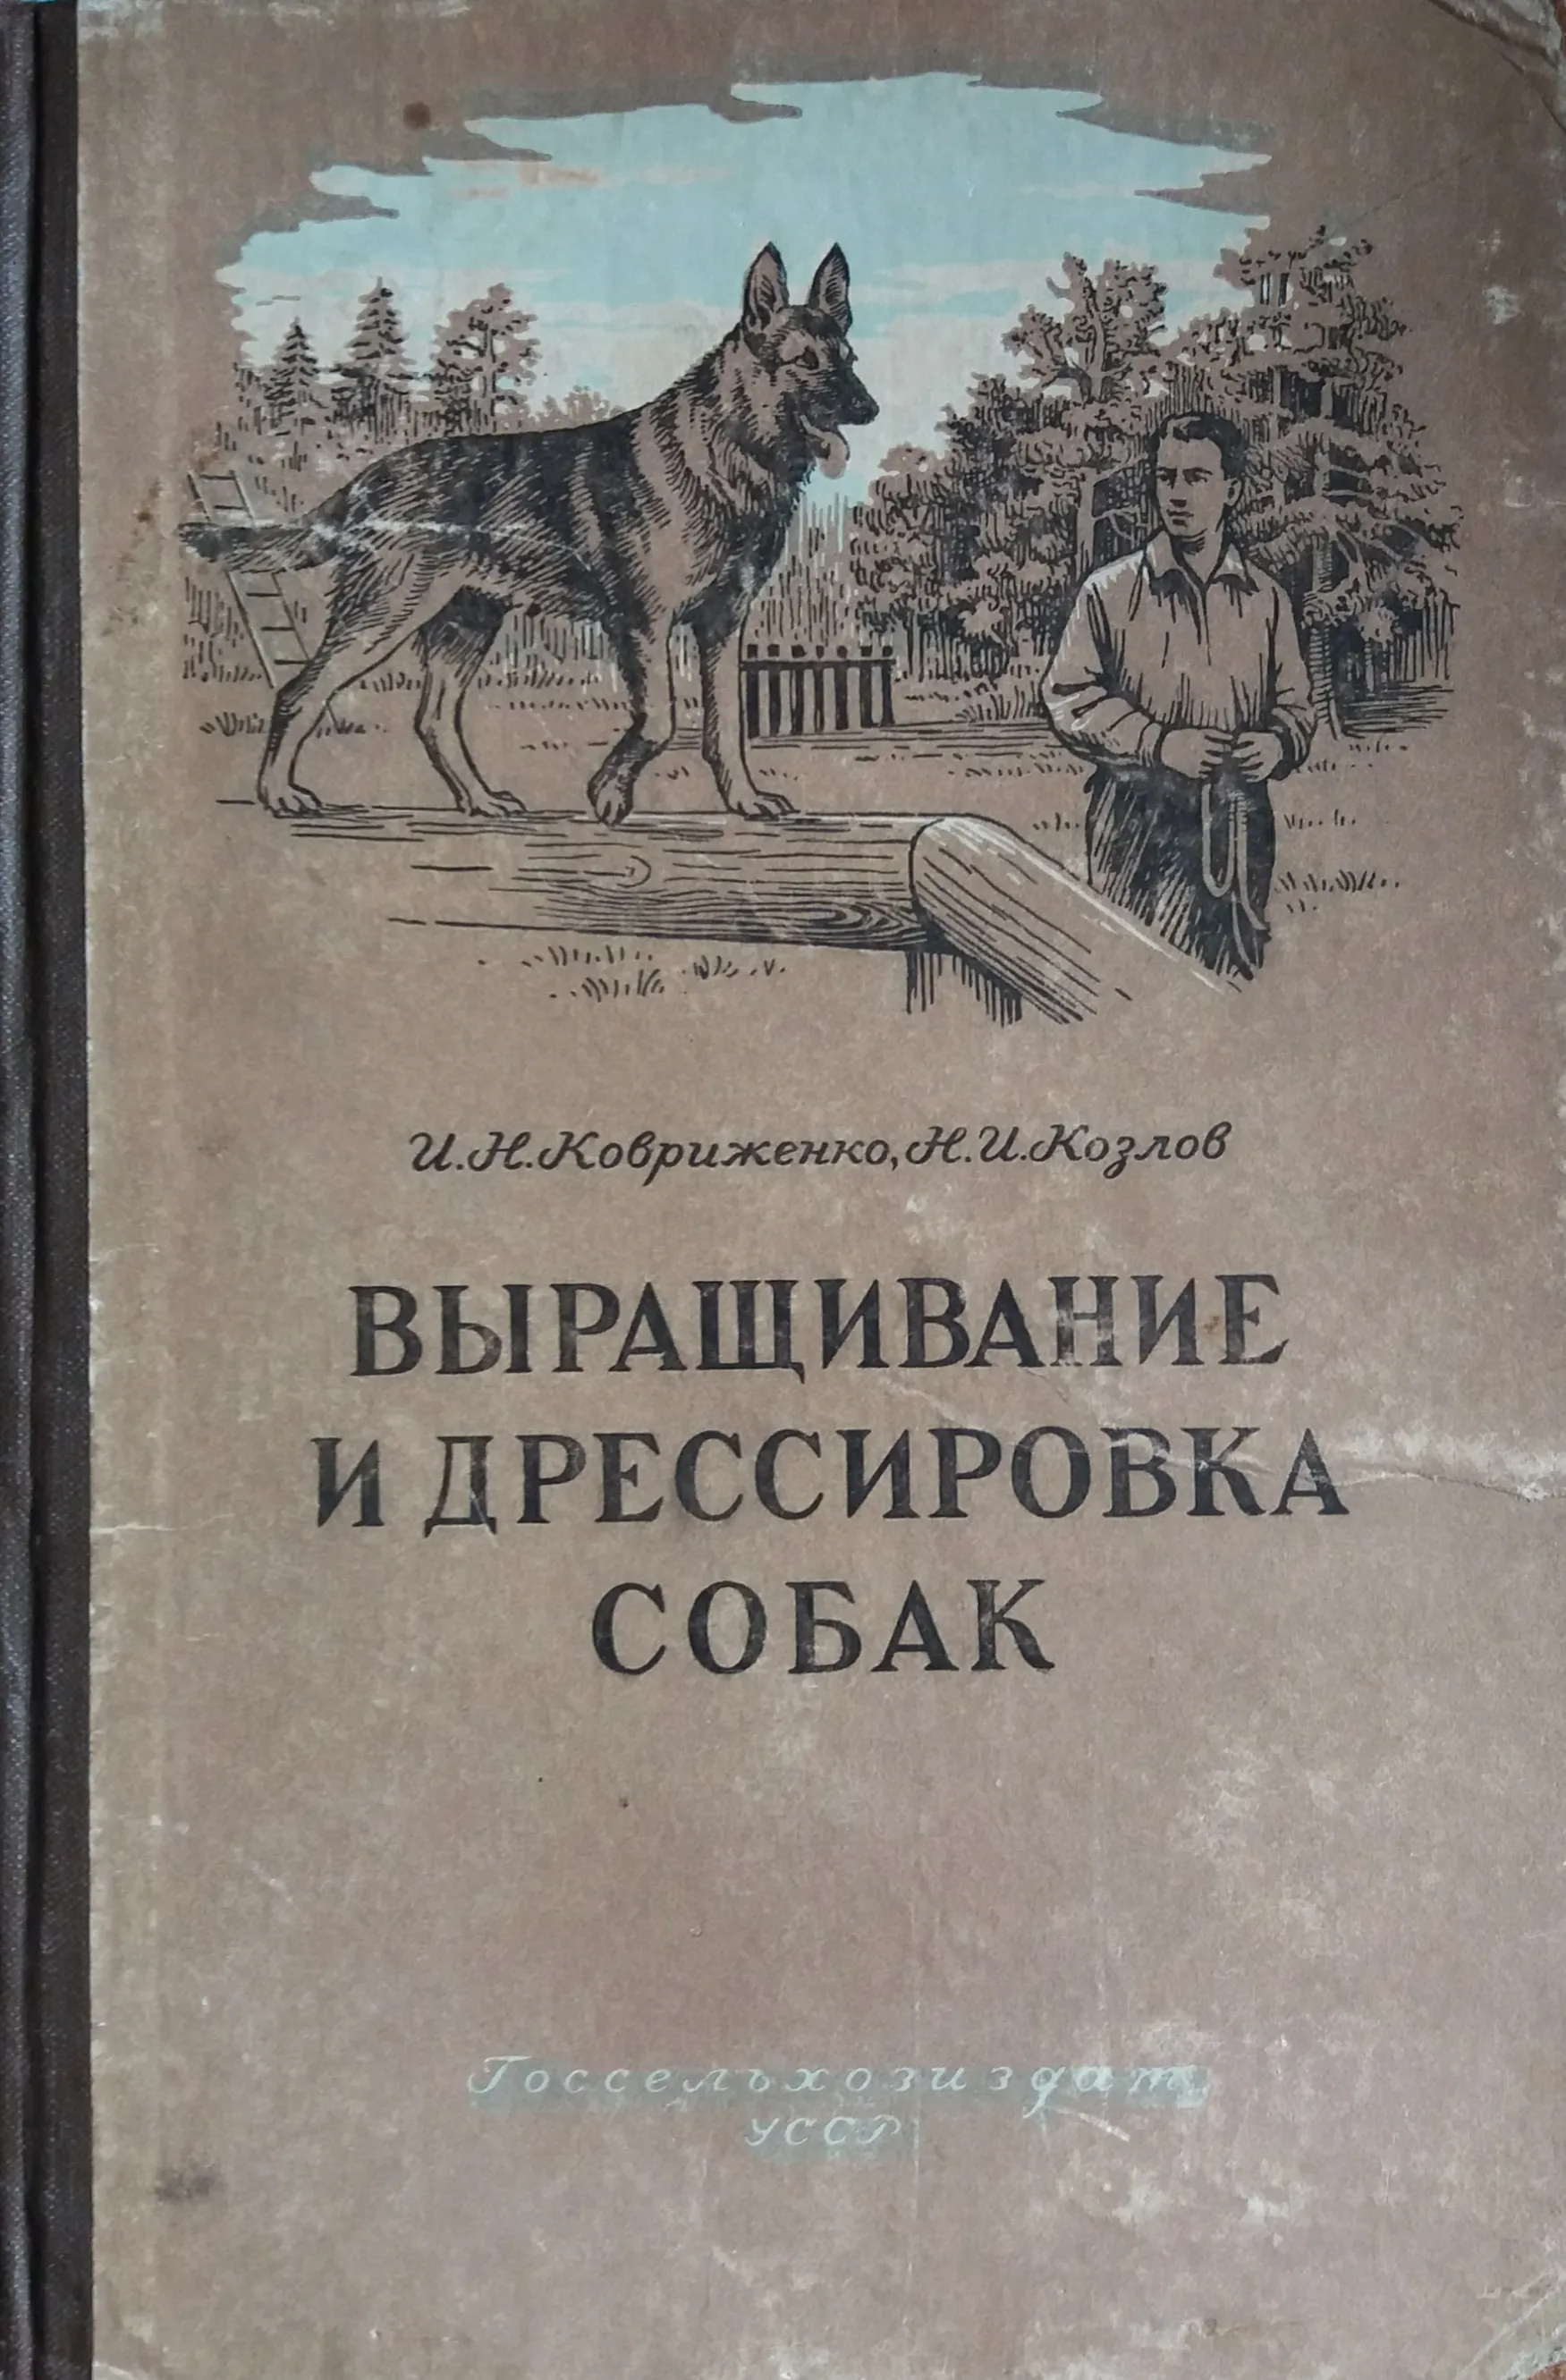 И.Н.Ковриженко, Н.И.Козлов
ВЫРАЩИВАНИЕ
И ДРЕССИРОВКА
СОБАК
Госсельхозиздат
УССР